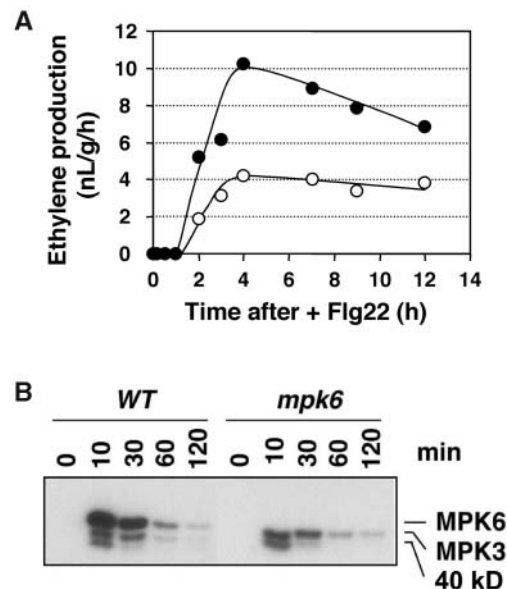 A
Ethylene production
(nL/g/h)
12
10
8
6
4
2
0
0 2 4 6 8 10 12 14
Time after + Flg22 (h)
B
WT mpk6
0 10 30 60 120 0 10 30 60 120 min
MPK6
MPK3
40 kD